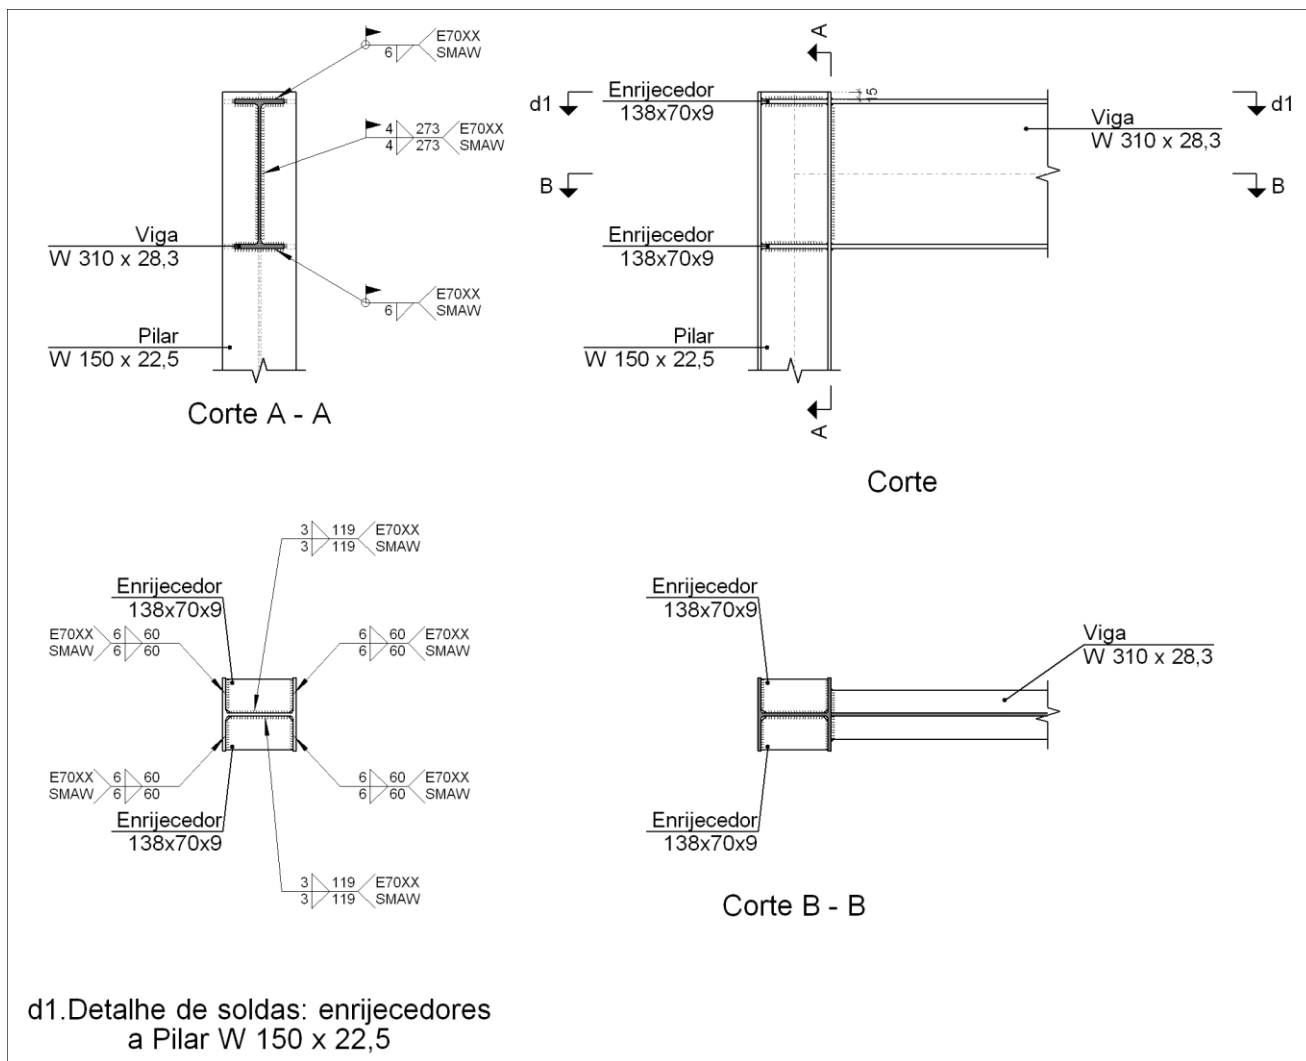 E70XX
6
SMAW
4
273
E70XX
4
273
SMAW
Viga
W 310 x 28,3
E70XX
6
SMAW
Pilar
W 150 x 22,5
Corte A - A
A
Enrijecedor
138x70x9
15
d1
d1
Viga
W 310 x 28,3
B
B
Enrijecedor
138x70x9
Pilar
W 150 x 22,5
A
Corte
3
119
E70XX
3
119
SMAW
Enrijecedor
138x70x9
E70XX
6
60
SMAW
6
60
6
60
E70XX
6
60
SMAW
E70XX
6
60
SMAW
6
60
6
60
E70XX
6
60
SMAW
Enrijecedor
138x70x9
3
119
E70XX
3
119
SMAW
Enrijecedor
138x70x9
Viga
W 310 x 28,3
Enrijecedor
138x70x9
Corte B - B
d1.Detalhe de soldas: enrijecedores
a Pilar W 150 x 22,5